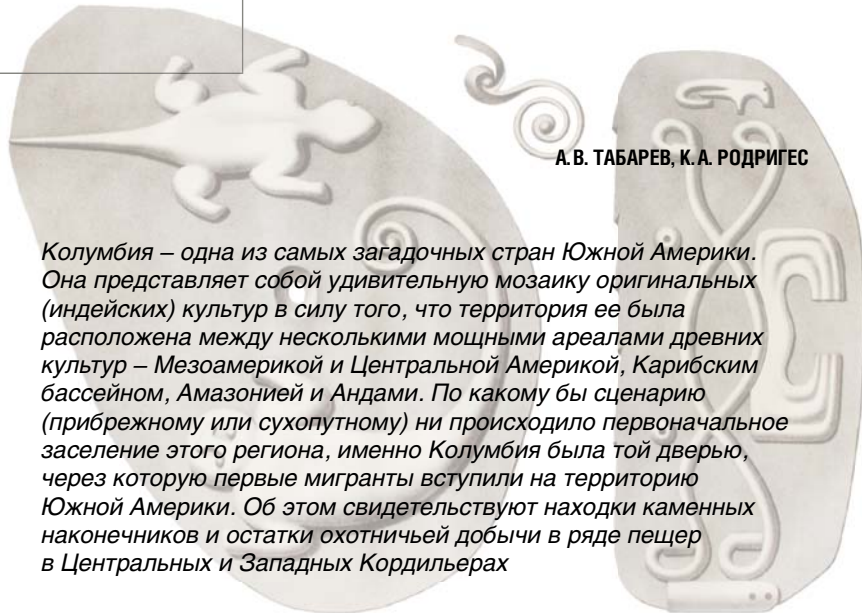 А. В. ТАБАРЕВ, К. А. РОДРИГЕС
Колумбия – одна из самых загадочных стран Южной Америки.
Она представляет собой удивительную мозаику оригинальных
(индейских) культур в силу того, что территория ее была
расположена между несколькими мощными ареалами древних
культур – Мезоамерикой и Центральной Америкой, Карибским
бассейном, Амазонией и Андами. По какому бы сценарию
(прибрежному или сухопутному) ни происходило первоначальное
заселение этого региона, именно Колумбия была той дверью,
через которую первые мигранты вступили на территорию
Южной Америки. Об этом свидетельствуют находки каменных
наконечников и остатки охотничьей добычи в ряде пещер
в Центральных и Западных Кордильерах